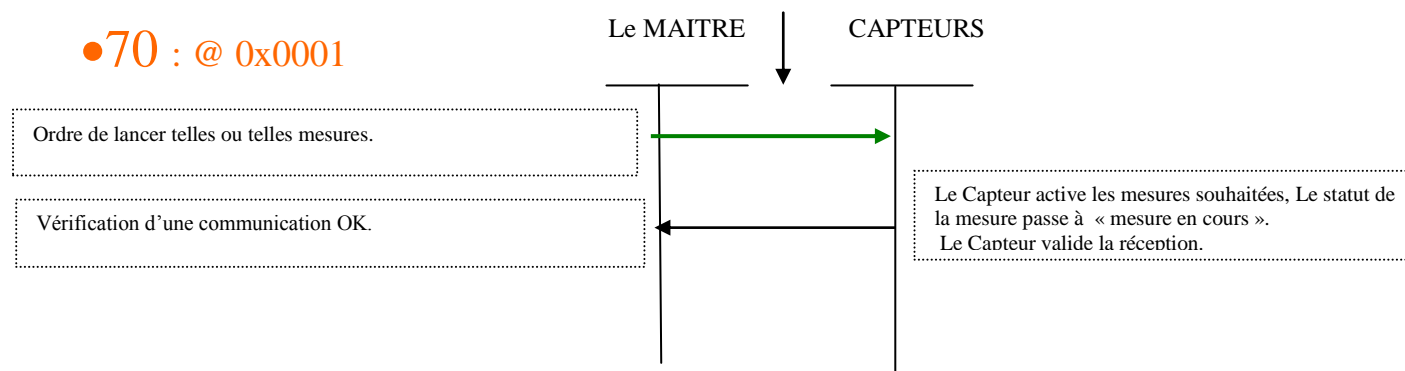 Le MAITRE CAPTEURS
•70 : @ 0x0001
Ordre de lancer telles ou telles mesures.
Le Capteur active les mesures souhaitées, Le statut de
la mesure passe à « mesure en cours ».
Le Capteur valide la réception.
Vérification d’une communication OK.